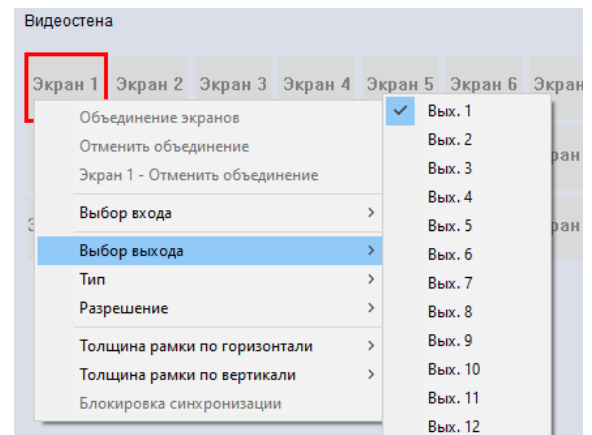 Видеостена
Экран 1 Экран 2 Экран 3 Экран 4 Экран 5 Экран 6 Экран
Объединение экранов
Отменить объединение
Экран 1 - Отменить объединение
Выбор входа
Выбор выхода
Тип
Разрешение
Толщина рамки по горизонтали
Толщина рамки по вертикали
Блокировка синхронизации
Вых. 1
Вых. 2
Вых. 3
Вых. 4
Вых. 5
Вых. 6
Вых. 7
Вых. 8
Вых. 9
Вых. 10
Вых. 11
Вых. 12